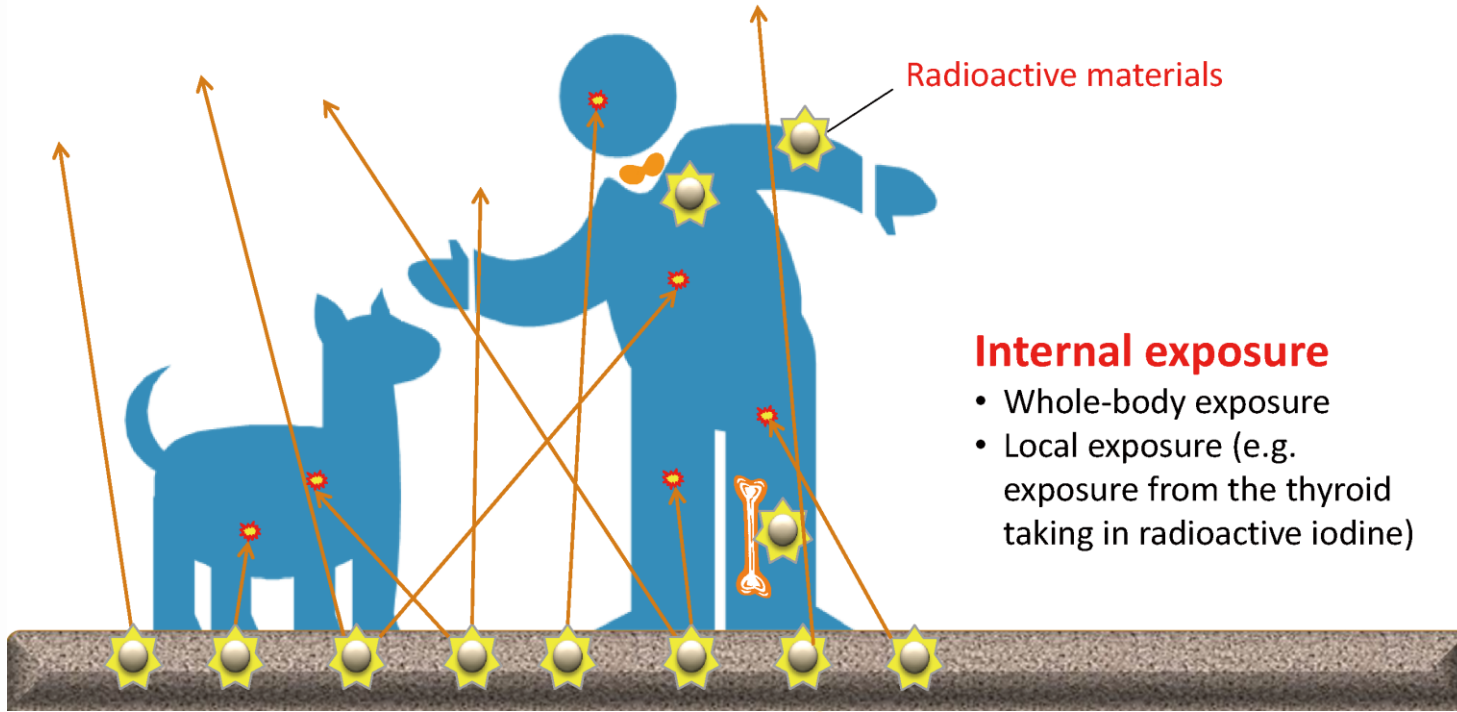 Radioactive materials
Internal exposure
• Whole-body exposure
• Local exposure (e.g.
exposure from the thyroid
taking in radioactive iodine)